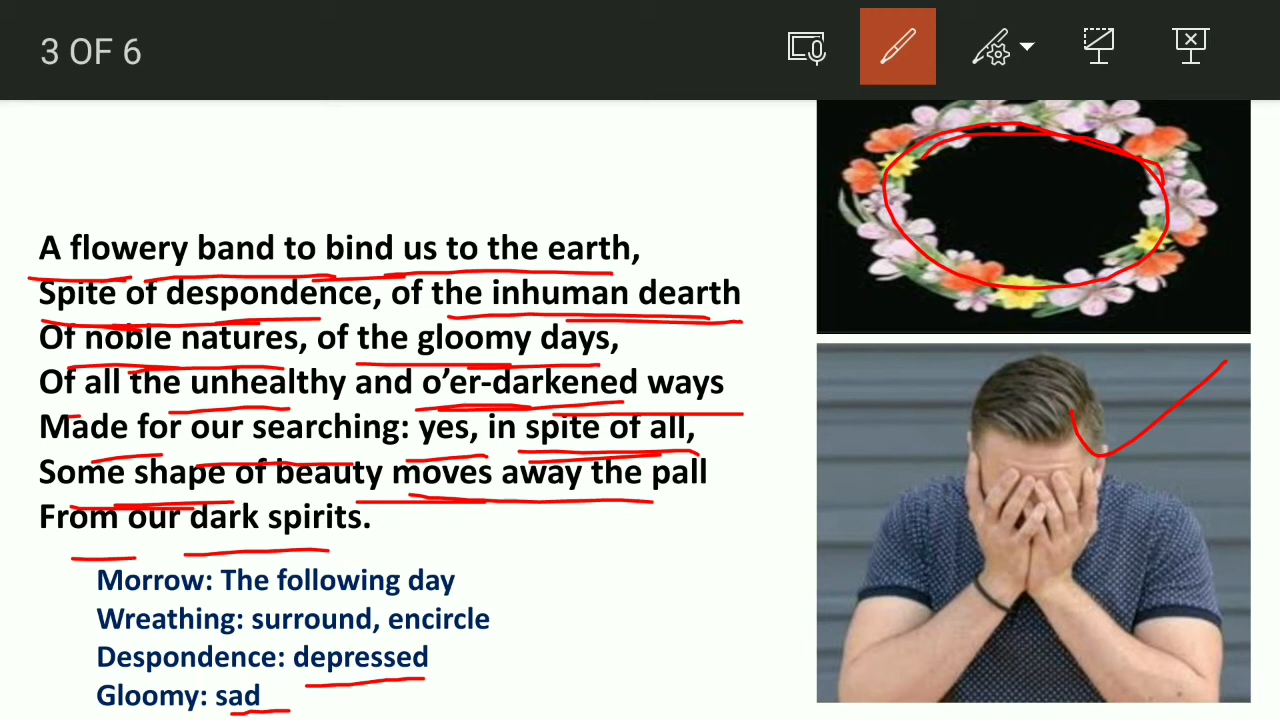 3 OF 6
A flowery band to bind us to the earth,
Spite of despondence, of the inhuman dearth
Of noble natures, of the gloomy days,
Of all the unhealthy and o’er-darkened ways
Made for our searching: yes, in spite of all,
Some shape of beauty moves away the pall
From our dark spirits.
Morrow: The following day
Wreathing: surround, encircle
Despondence: depressed
Gloomy: sad